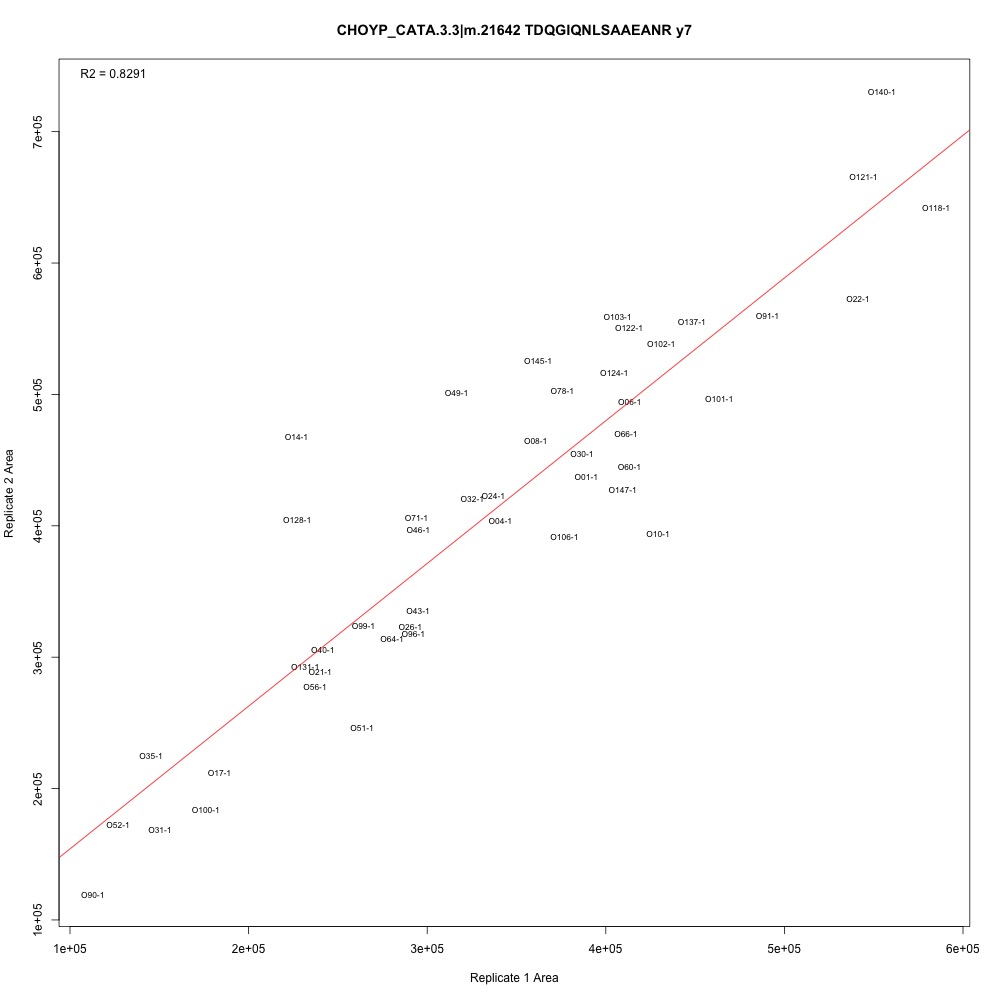 CHOYP_CATA.3.3|m.21642 TDQGIQNLSAAEANR y7
R2 = 0.8291
O140-1
7e+05
O121-1
O118-1
6e+05
O22-1
O103-1
O91-1
O137-1
O122-1
O102-1
O145-1
O124-1
O78-1
O49-1
5e+05
O101-1
O06-1
O66-1
O14-1
O08-1
O30-1
O60-1
O01-1
O147-1
O24-1
O32-1
Replicate 2 Area
O71-1
O128-1
O04-1
4e+05
O46-1
O10-1
O106-1
O43-1
O99-1
O26-1
O96-1
O64-1
O40-1
3e+05
O131-1
O21-1
O56-1
O51-1
O35-1
O17-1
2e+05
O100-1
O52-1
O31-1
O90-1
1e+05
1e+05 2e+05 3e+05 4e+05 5e+05 6e+05
Replicate 1 Area